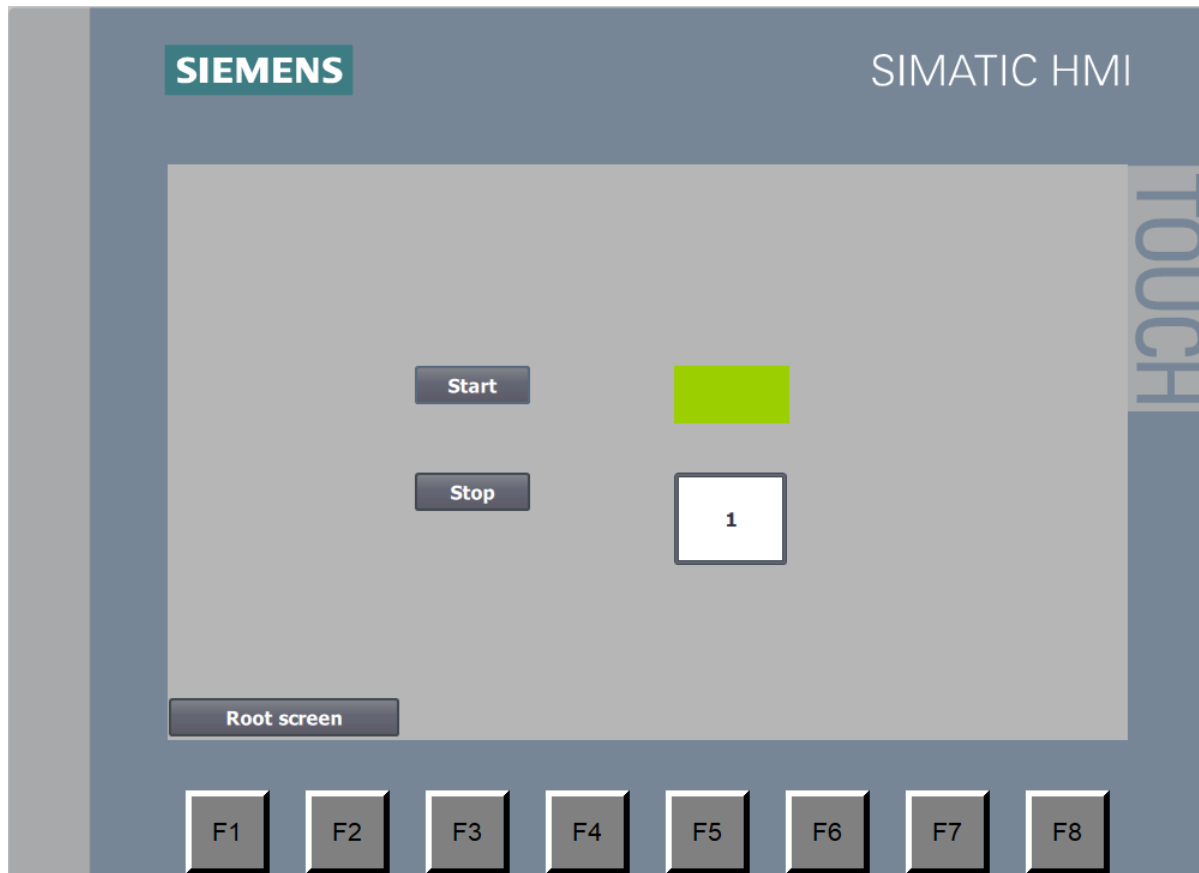 SIEMENS
SIMATIC HMI
TOUCH
Start
Stop
1
Root screen
F1
F2
F3
F4
F5
F6
F7
F8